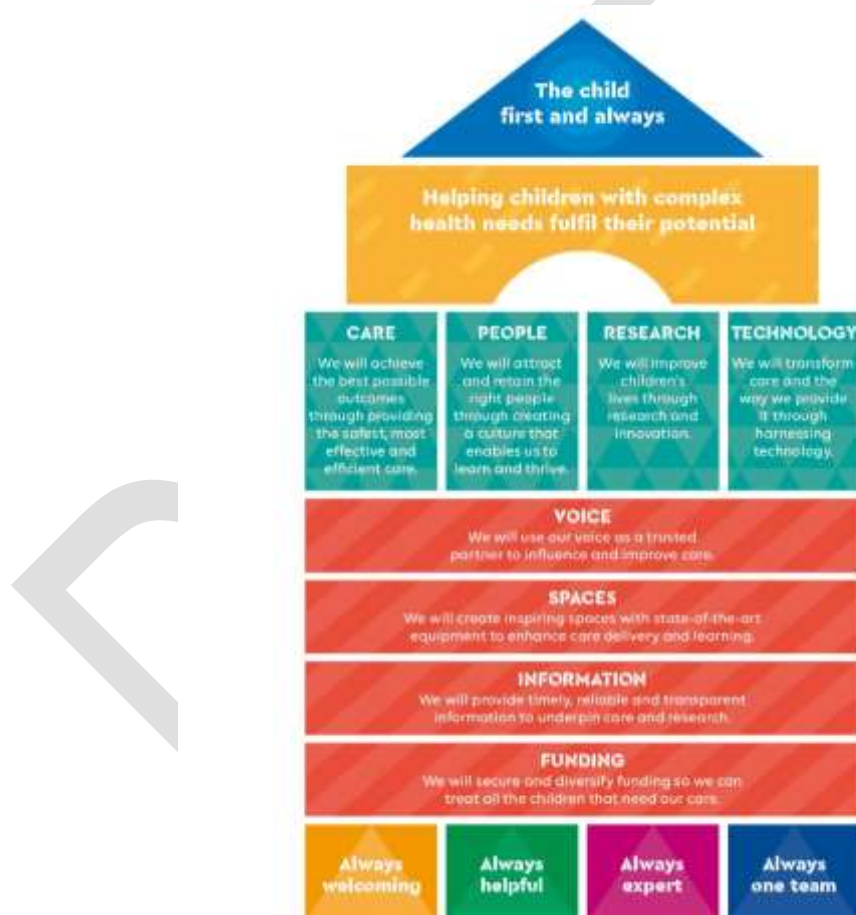 The child
first and always
Helping children with complex
health needs fulfil their potential
CARE
We will achieve
the best possible
outcomes
through providing
the safest, most
effective and
efficient care.
PEOPLE
We will attract
and retain the
right people
through creating
a culture that
enables us to
learn and thrive.
RESEARCH
We will improve
children's
lives through
research and
innovation.
TECHNOLOGY
We will transform
care and the
way we provide
it through
harnessing
technology.
VOICE
We will use our voice as a trusted
partner to influence and improve care.
SPACES
We will create inspiring spaces with state-of-the-art
equipment to enhance care delivery and learning.
INFORMATION
We will provide timely, reliable and transparent
information to underpin care and research.
FUNDING
We will secure and diversify funding so we can
treat all the children that need our care.
Always
welcoming
Always
helpful
Always
expert
Always
one team